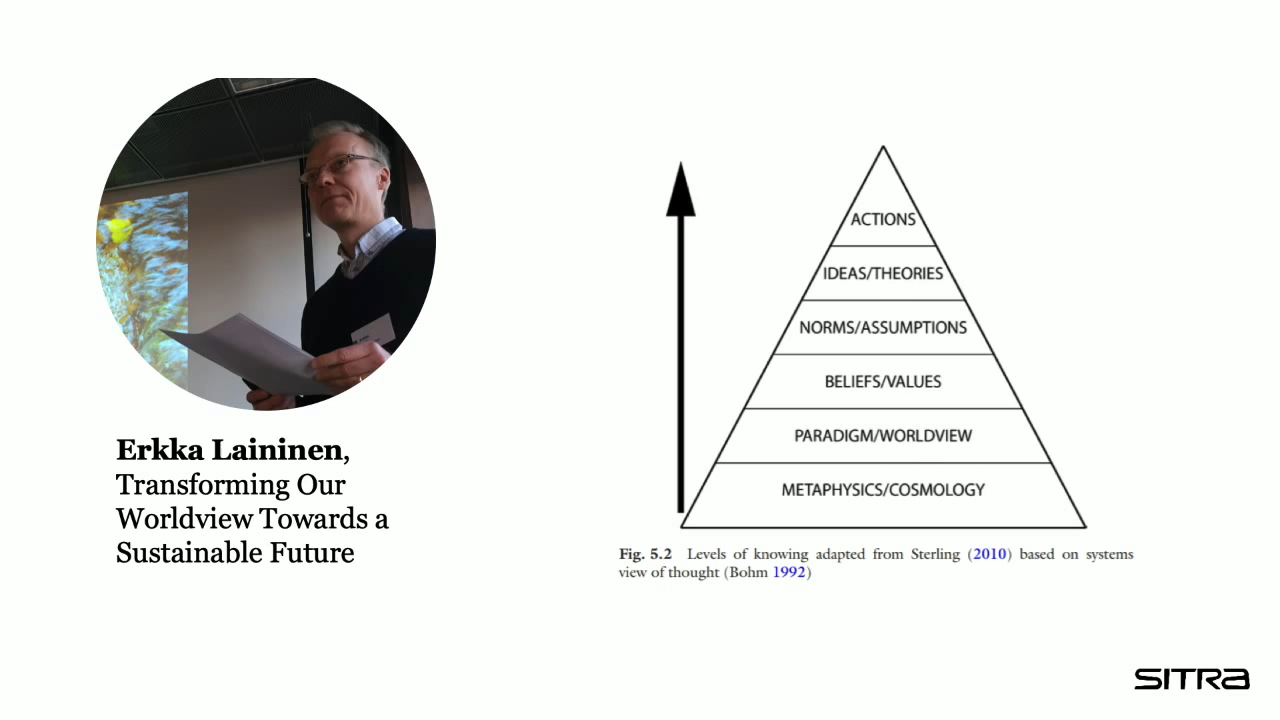 Erkka Laininen,
Transforming Our
Worldview Towards a
Sustainable Future
ACTIONS
IDEAS/THEORIES
NORMS/ASSUMPTIONS
BELIEFS/VALUES
PARADIGM/WORLDVIEW
METAPHYSICS/COSMOLOGY
Fig. 5.2 Levels of knowing adapted from Sterling (2010) based on systems
view of thought (Bohm 1992)
SITRA